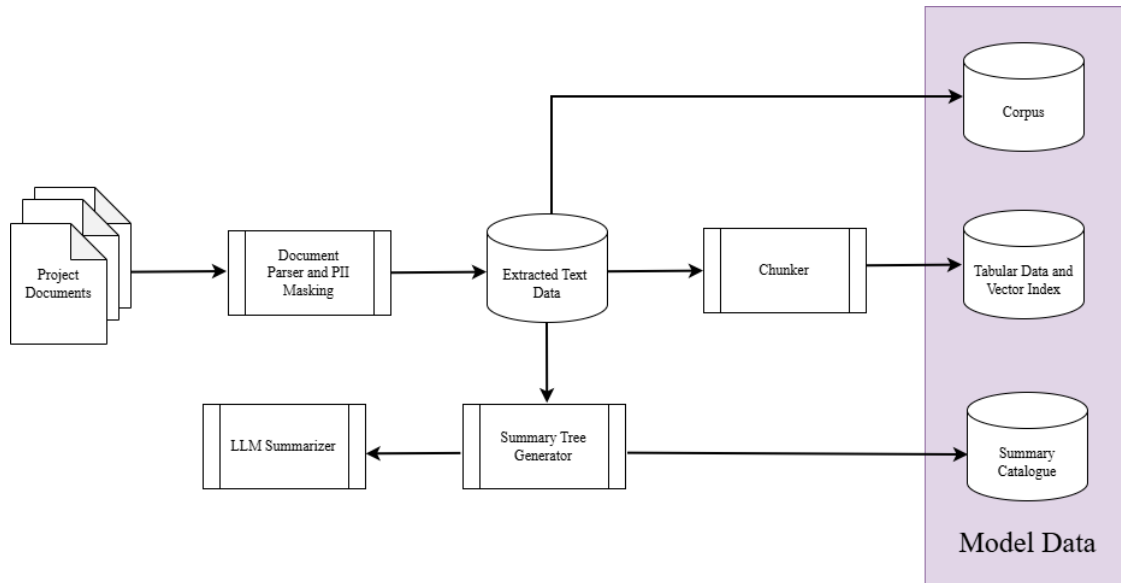 Corpus
Project
Documents
Document
Parser and PII
Masking
Extracted Text
Data
Chunker
Tabular Data and
Vector Index
LLM Summarizer
Summary Tree
Generator
Summary
Catalogue
Model Data